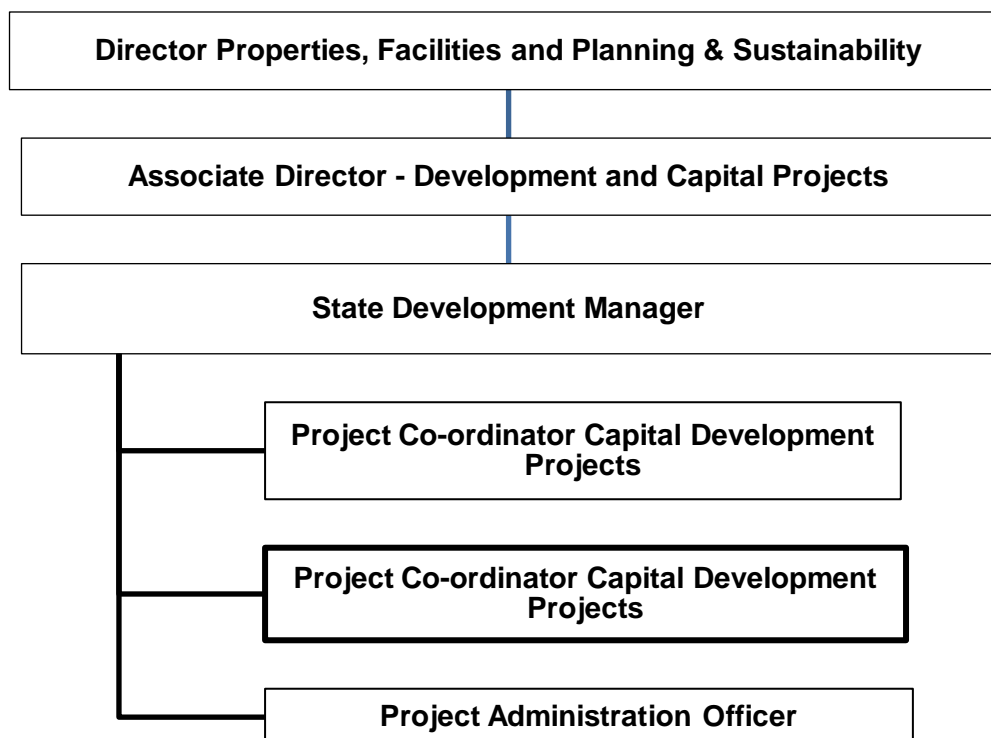 Director Properties, Facilities and Planning & Sustainability
Associate Director - Development and Capital Projects
State Development Manager
Project Co-ordinator Capital Development
Projects
Project Co-ordinator Capital Development
Projects
Project Administration Officer